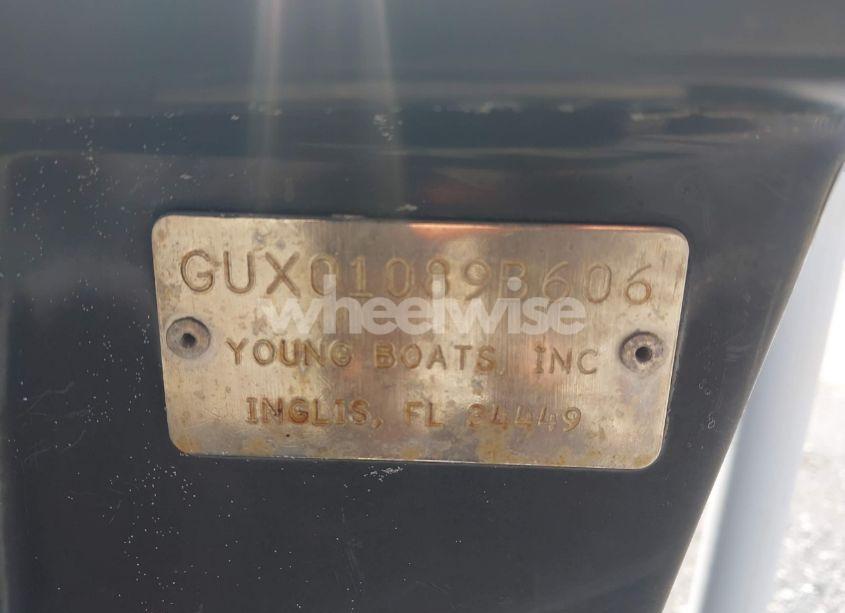 GUX01089B606
wheelwise
YOUNG BOATS, INC
INGLIS, FL 34449